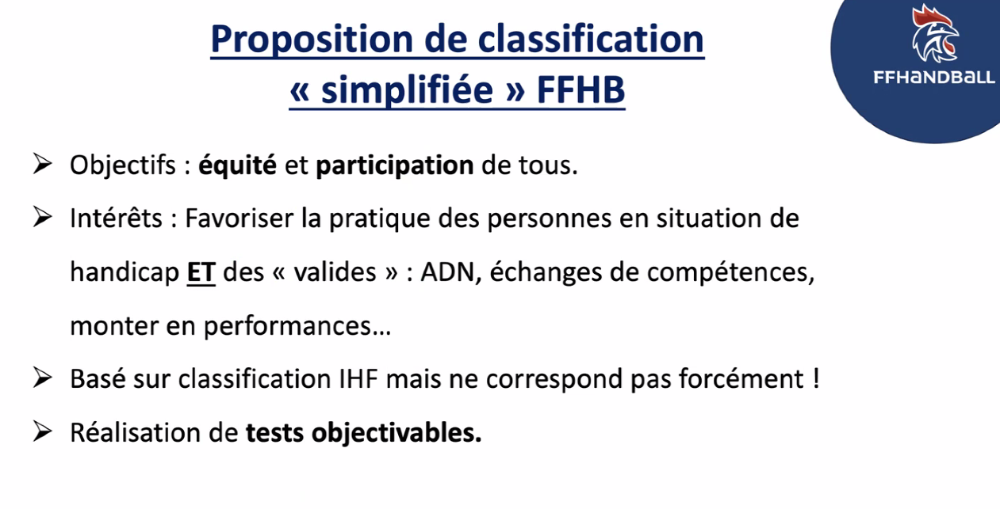 Proposition de classification
« simplifiée » FFHB
FFHANDBALL
➢ Objectifs : équité et participation de tous.
➢ Intérêts : Favoriser la pratique des personnes en situation de
handicap ET des « valides » : ADN, échanges de compétences,
monter en performances...
➢ Basé sur classification IHF mais ne correspond pas forcément !
➢ Réalisation de tests objectivables.